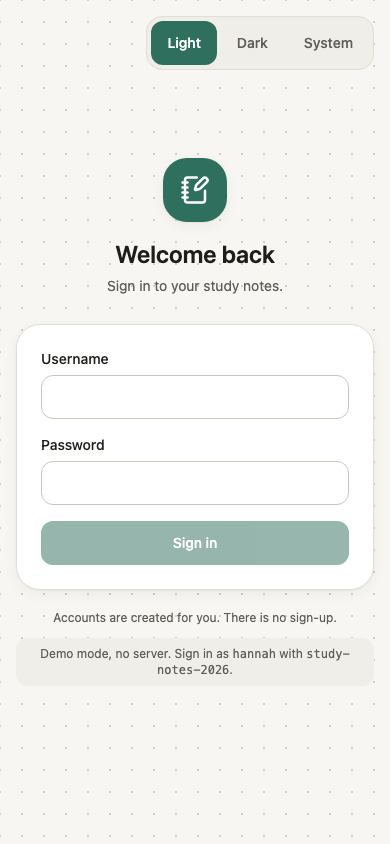 Light Dark System
Welcome back
Sign in to your study notes.
Username
Password
Sign in
Accounts are created for you. There is no sign-up.
Demo mode, no server. Sign in as hannah with study-
notes-2026.